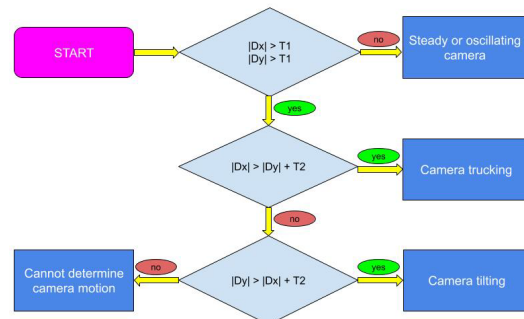 START
|Dx| > T1
|Dy| > T1
no
Steady or oscillating
camera
yes
|Dx| > |Dy| + T2
yes
Camera trucking
no
Cannot determine
camera motion
no
|Dy| > |Dx| + T2
yes
Camera tilting